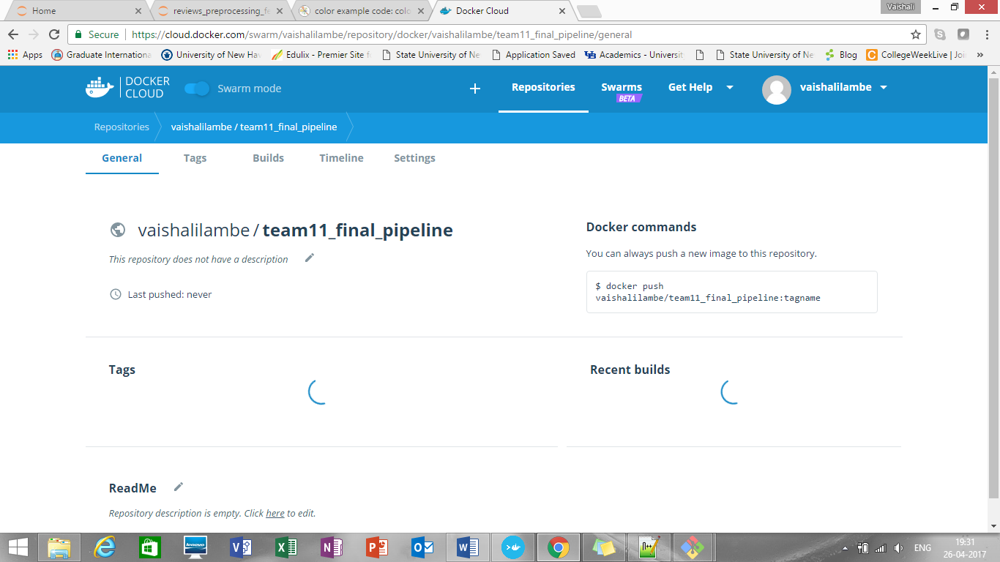 Home
reviews_preprocessing_fe
color example code: colo
Docker Cloud
Vaishali
Secure
https://cloud.docker.com/swarm/vaishalilambe/repository/docker/vaishalilambe/team11_final_pipeline/general
Apps
Graduate Internationa
University of New Hav
Edulix - Premier Site f
State University of Ne
Application Saved
Academics - Universit
State University of Ne
Blog
CollegeWeekLive | Joi
»
DOCKER
CLOUD
Swarm mode
+
Repositories
Swarms
BETA
Get Help
vaishalilambe
Repositories
vaishalilambe / team11_final_pipeline
General
Tags
Builds
Timeline
Settings
vaishalilambe / team11_final_pipeline
This repository does not have a description
Last pushed: never
Docker commands
You can always push a new image to this repository.
$ docker push
vaishalilambe/team11_final_pipeline:tagname
Tags
Recent builds
ReadMe
Repository description is empty. Click here to edit.
lenovo
ENG
19:31
26-04-2017